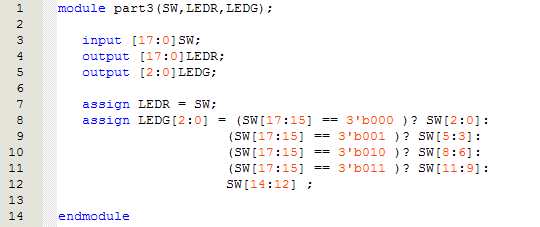 1 module part3(SW,LEDR,LEDG);
2
3 input [17:0]SW;
4 output [17:0]LEDR;
5 output [2:0]LEDG;
6
7 assign LEDR = SW;
8 assign LEDG[2:0] = (SW[17:15] == 3'b000 )? SW[2:0]:
9 (SW[17:15] == 3'b001 )? SW[5:3]:
10 (SW[17:15] == 3'b010 )? SW[8:6]:
11 (SW[17:15] == 3'b011 )? SW[11:9]:
12 SW[14:12] ;
13
14 endmodule